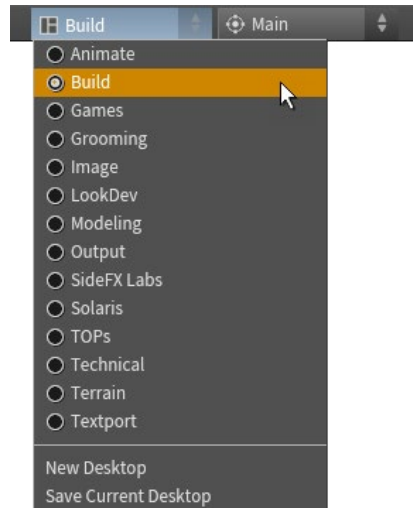 Build Main
Animate
Build
Games
Grooming
Image
LookDev
Modeling
Output
SideFX Labs
Solaris
TOPs
Technical
Terrain
Textport
New Desktop
Save Current Desktop